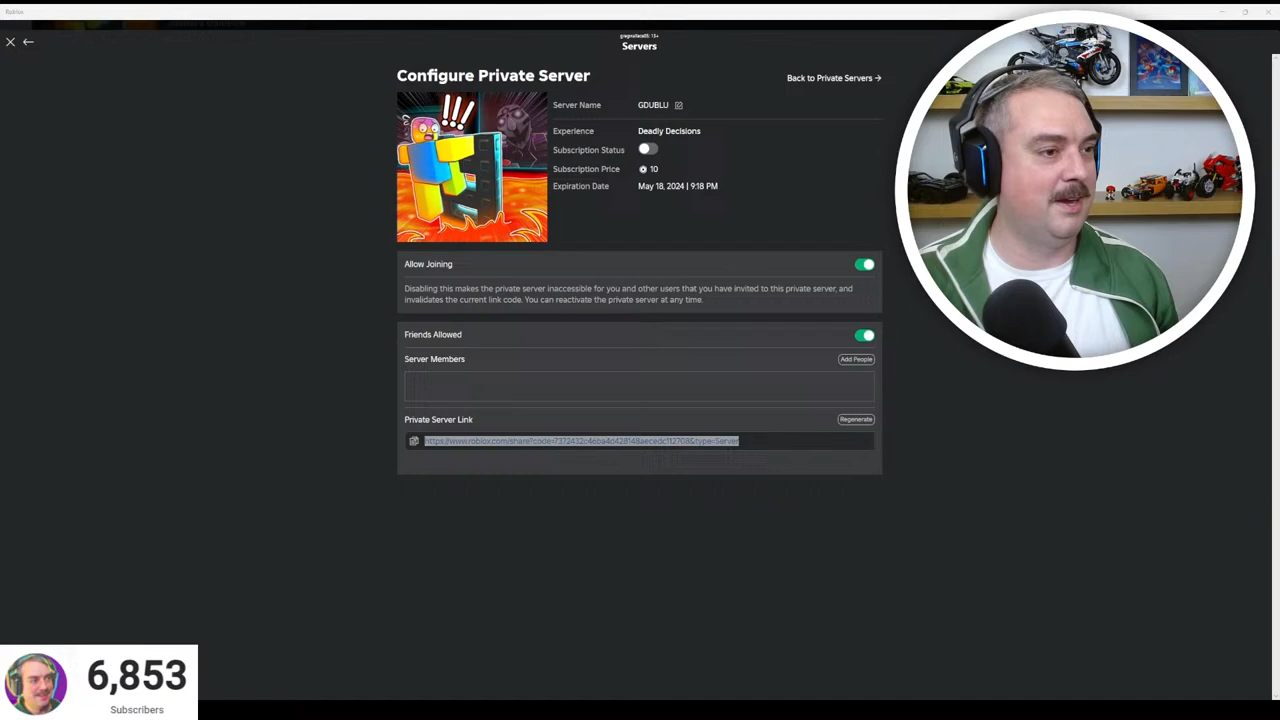 Roblox
Servers
Configure Private Server
Back to Private Servers →
!!!
Server Name GDUBLU
Experience Deadly Decisions
Subscription Status
Subscription Price 10
Expiration Date May 18, 2024 | 9:18 PM
Allow Joining
Disabling this makes the private server inaccessible for you and other users that you have invited to this private server, and
invalidates the current link code. You can reactivate the private server at any time.
Friends Allowed
Server Members Add People
Private Server Link Regenerate
6,853
Subscribers